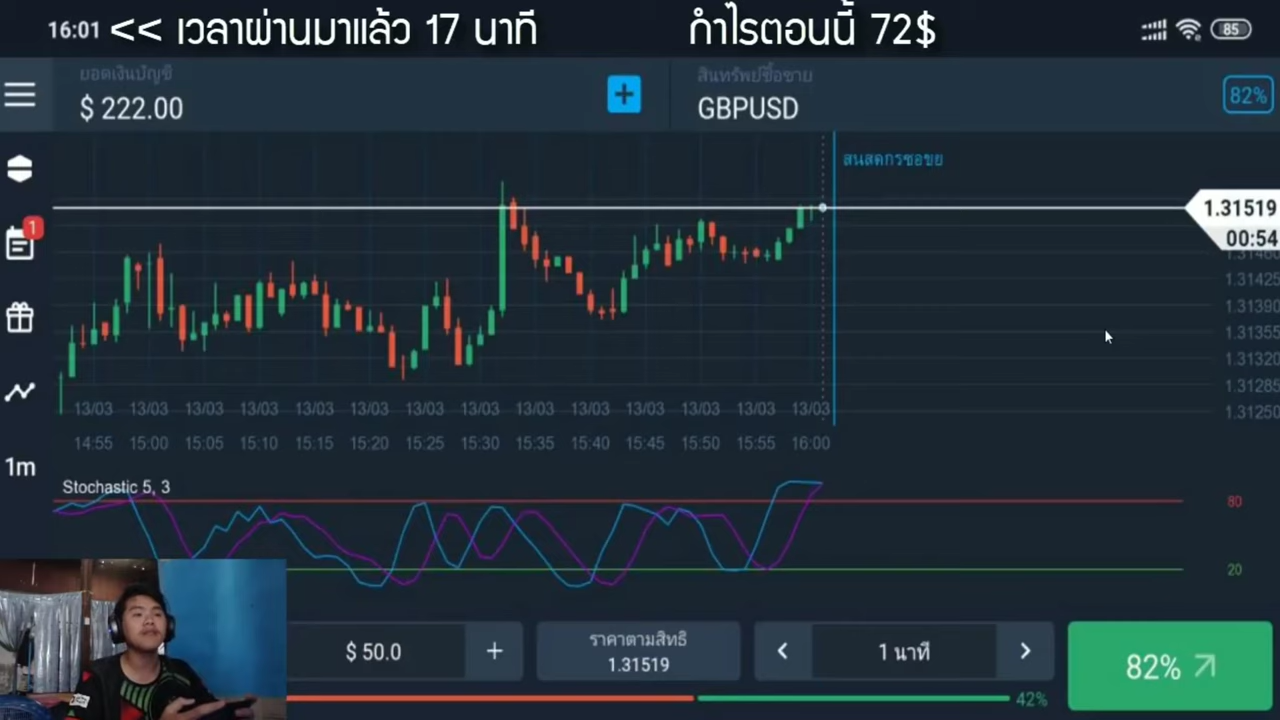 16:01 << เวลาผ่านมาแล้ว 17 นาที กำไรตอนนี้ 72$ 85
ยอดเงินบัญชี สินทรัพย์ซื้อขาย
$ 222.00 + GBPUSD 82%
สนสดกรซอขย
1.31519
1
00:54
1.31460
1.31425
1.31390
1.31355
1.31320
1.31285
13/03 13/03 13/03 13/03 13/03 13/03 13/03 13/03 13/03 13/03 13/03 13/03 13/03 13/03
1.31250
14:55 15:00 15:05 15:10 15:15 15:20 15:25 15:30 15:35 15:40 15:45 15:50 15:55 16:00
1m
Stochastic 5, 3
80
20
$ 50.0 + ราคาตามสิทธิ < 1 นาที > 82%
1.31519
42%